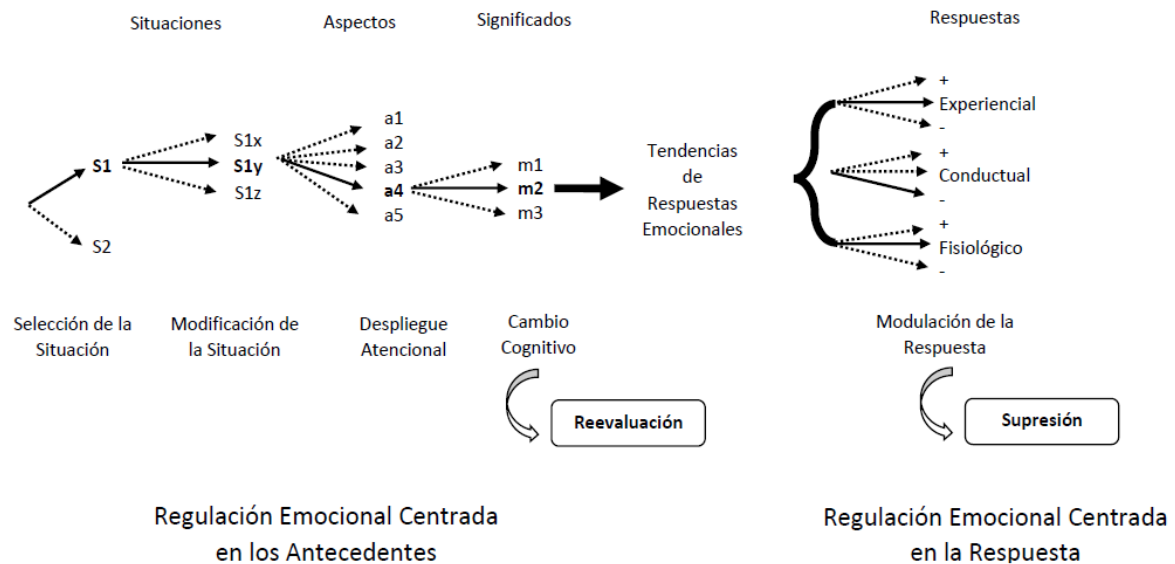 Situaciones
Aspectos
Significados
Respuestas
S1
S2
S1x
S1y
S1z
a1
a2
a3
a4
a5
m1
m2
m3
Tendencias
de
Respuestas
Emocionales
+
Experiencial
-
+
Conductual
-
+
Fisiológico
-
Selección de la
Situación
Modificación de
la Situación
Despliegue
Atencional
Cambio
Cognitivo
Modulación de la
Respuesta
Reevaluación
Supresión
Regulación Emocional Centrada
en los Antecedentes
Regulación Emocional Centrada
en la Respuesta